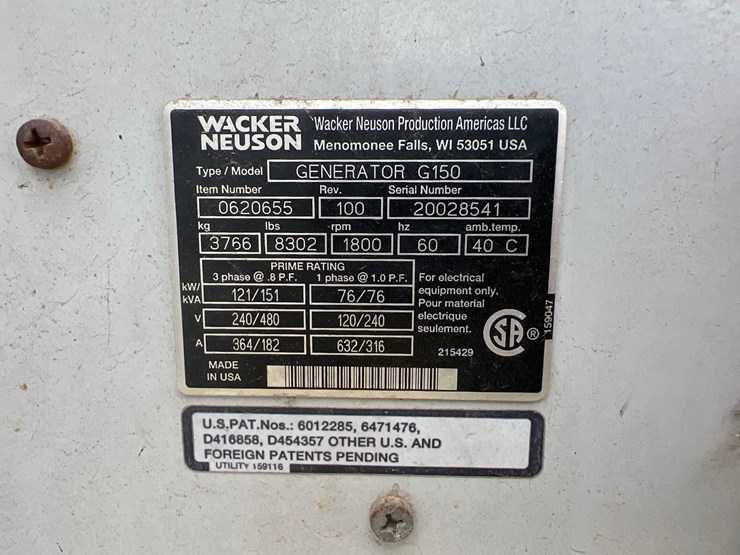 WACKER NEUSON
Wacker Neuson Production Americas LLC
Menomonee Falls, WI 53051 USA
Type / Model GENERATOR G150
Item Number Rev. Serial Number
0620655 100 20028541
kg lbs rpm hz amb.temp.
3766 8302 1800 60 40 C
PRIME RATING
3 phase @ .8 P.F. 1 phase @ 1.0 P.F.
kW/ kVA 121/151 76/76
V 240/480 120/240
A 364/182 632/316
For electrical
equipment only.
Pour material
electrique
seulement.
SA ®
215429
159047
MADE
IN USA
U.S.PAT.Nos.: 6012285, 6471476,
D416858, D454357 OTHER U.S. AND
FOREIGN PATENTS PENDING
UTILITY 159116